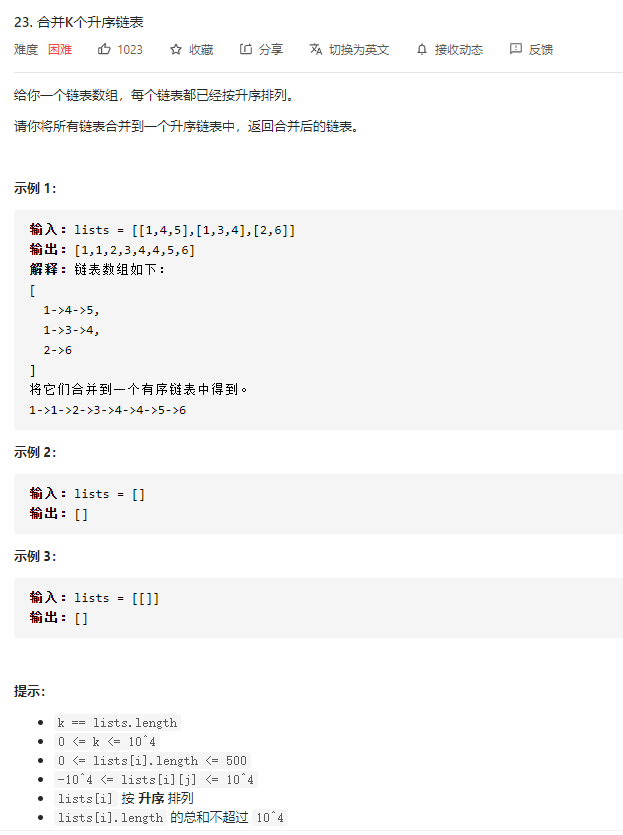 23. 合并K个升序链表
难度 困难 1023 收藏 分享 切换为英文 接收动态 反馈
给你一个链表数组，每个链表都已经按升序排列。
请你将所有链表合并到一个升序链表中，返回合并后的链表。
示例 1：
输入：lists = [[1,4,5],[1,3,4],[2,6]]
输出：[1,1,2,3,4,4,5,6]
解释：链表数组如下：
[
  1->4->5,
  1->3->4,
  2->6
]
将它们合并到一个有序链表中得到。
1->1->2->3->4->4->5->6
示例 2：
输入：lists = []
输出：[]
示例 3：
输入：lists = [[]]
输出：[]
提示：
k == lists.length
0 <= k <= 10^4
0 <= lists[i].length <= 500
-10^4 <= lists[i][j] <= 10^4
lists[i] 按 升序 排列
lists[i].length 的总和不超过 10^4